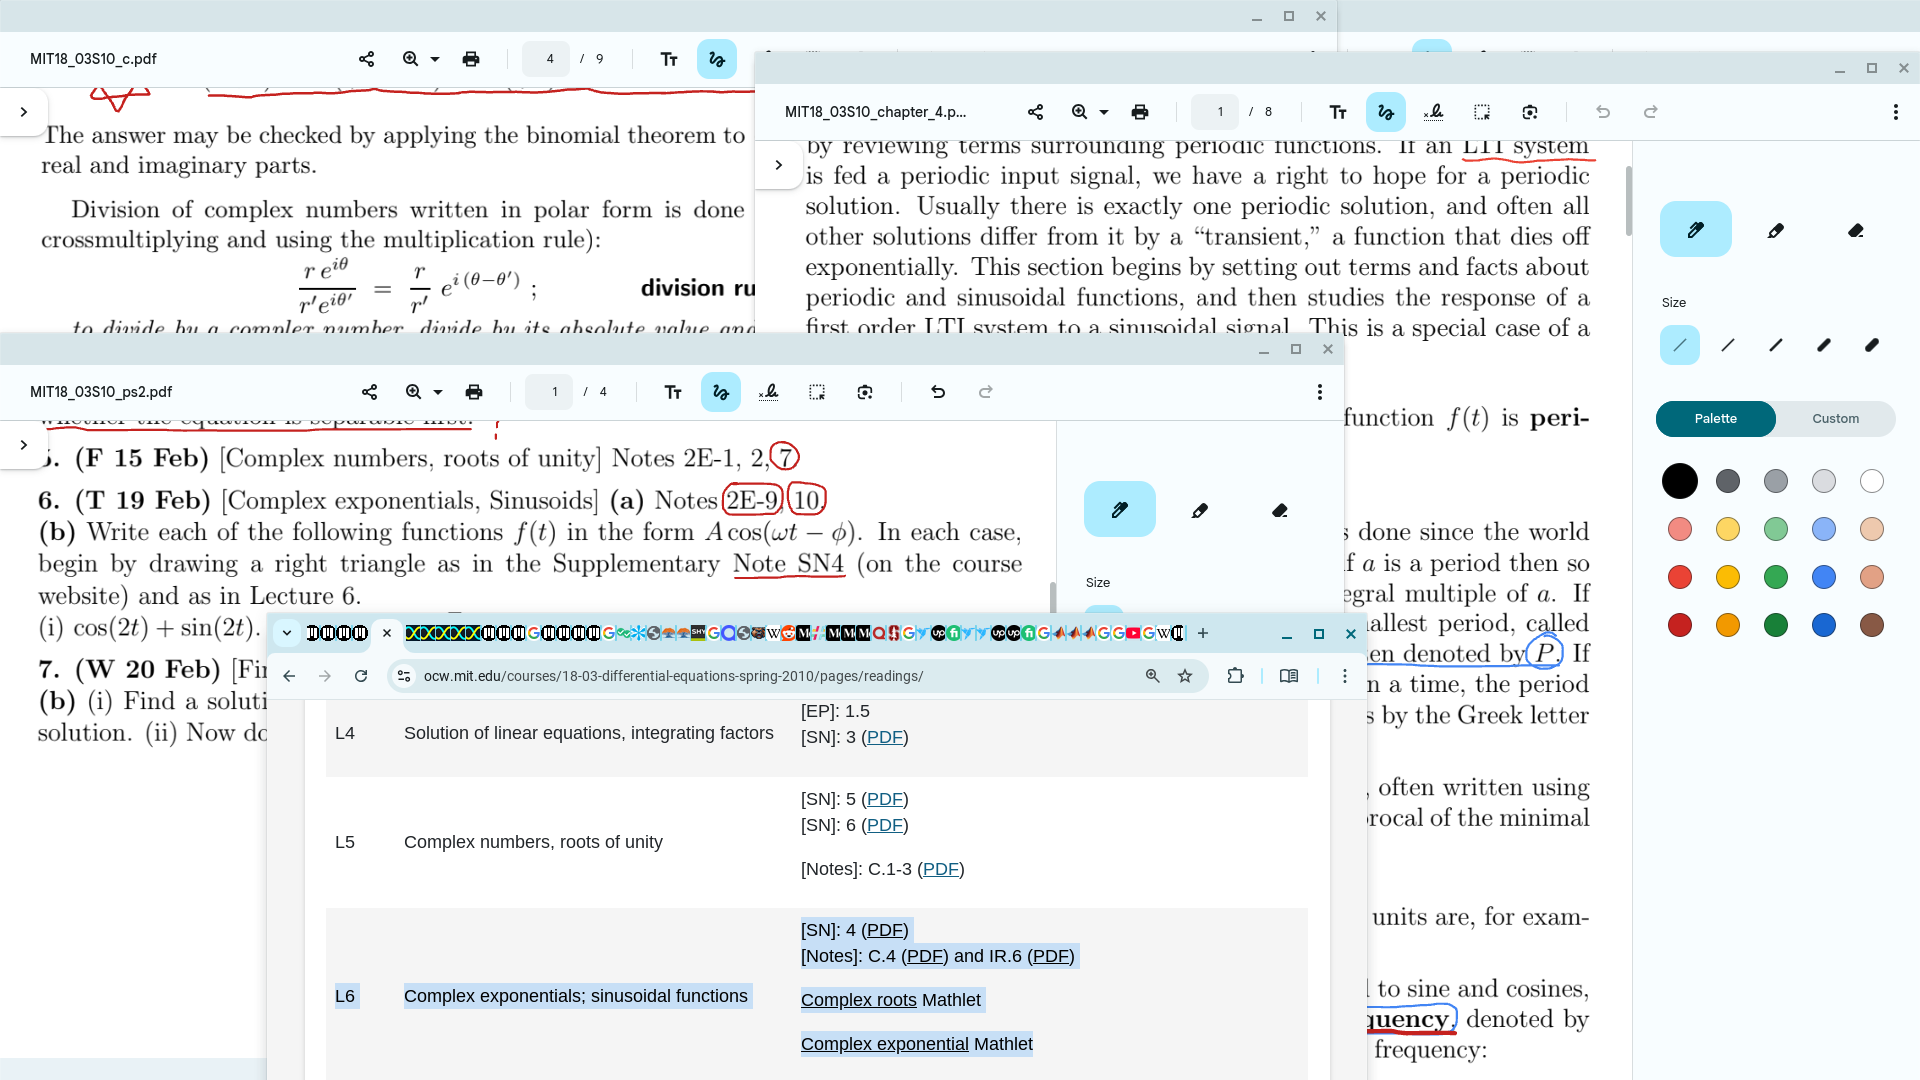 MIT18_03S10_c.pdf
4 / 9
The answer may be checked by applying the binomial theorem to
real and imaginary parts.
Division of complex numbers written in polar form is done
crossmultiplying and using the multiplication rule):
r e^{iθ} / r′e^{iθ′} = r / r′ e^{i(θ−θ′)} ; division ru
to divide by a complex number, divide by its absolute value and
MIT18_03S10_chapter_4.p...
1 / 8
by reviewing terms surrounding periodic functions. If an LTI system
is fed a periodic input signal, we have a right to hope for a periodic
solution. Usually there is exactly one periodic solution, and often all
other solutions differ from it by a “transient,” a function that dies off
exponentially. This section begins by setting out terms and facts about
periodic and sinusoidal functions, and then studies the response of a
first order LTI system to a sinusoidal signal. This is a special case of a
function f(t) is peri-
s done since the world
if a is a period then so
egral multiple of a. If
allest period, called
en denoted by P. If
n a time, the period
s by the Greek letter
, often written using
procal of the minimal
units are, for exam-
to sine and cosines,
quency, denoted by
frequency:
Size
Palette
Custom
MIT18_03S10_ps2.pdf
1 / 4
whether the equation is separable first.
5. (F 15 Feb) [Complex numbers, roots of unity] Notes 2E-1, 2, 7
6. (T 19 Feb) [Complex exponentials, Sinusoids] (a) Notes 2E-9, 10.
(b) Write each of the following functions f(t) in the form A cos(ωt − ϕ). In each case,
begin by drawing a right triangle as in the Supplementary Note SN4 (on the course
website) and as in Lecture 6.
(i) cos(2t) + sin(2t).
7. (W 20 Feb) [Fin
(b) (i) Find a soluti
solution. (ii) Now do
Size
ocw.mit.edu/courses/18-03-differential-equations-spring-2010/pages/readings/
L4
Solution of linear equations, integrating factors
[EP]: 1.5
[SN]: 3 (PDF)
L5
Complex numbers, roots of unity
[SN]: 5 (PDF)
[SN]: 6 (PDF)
[Notes]: C.1-3 (PDF)
L6
Complex exponentials; sinusoidal functions
[SN]: 4 (PDF)
[Notes]: C.4 (PDF) and IR.6 (PDF)
Complex roots Mathlet
Complex exponential Mathlet